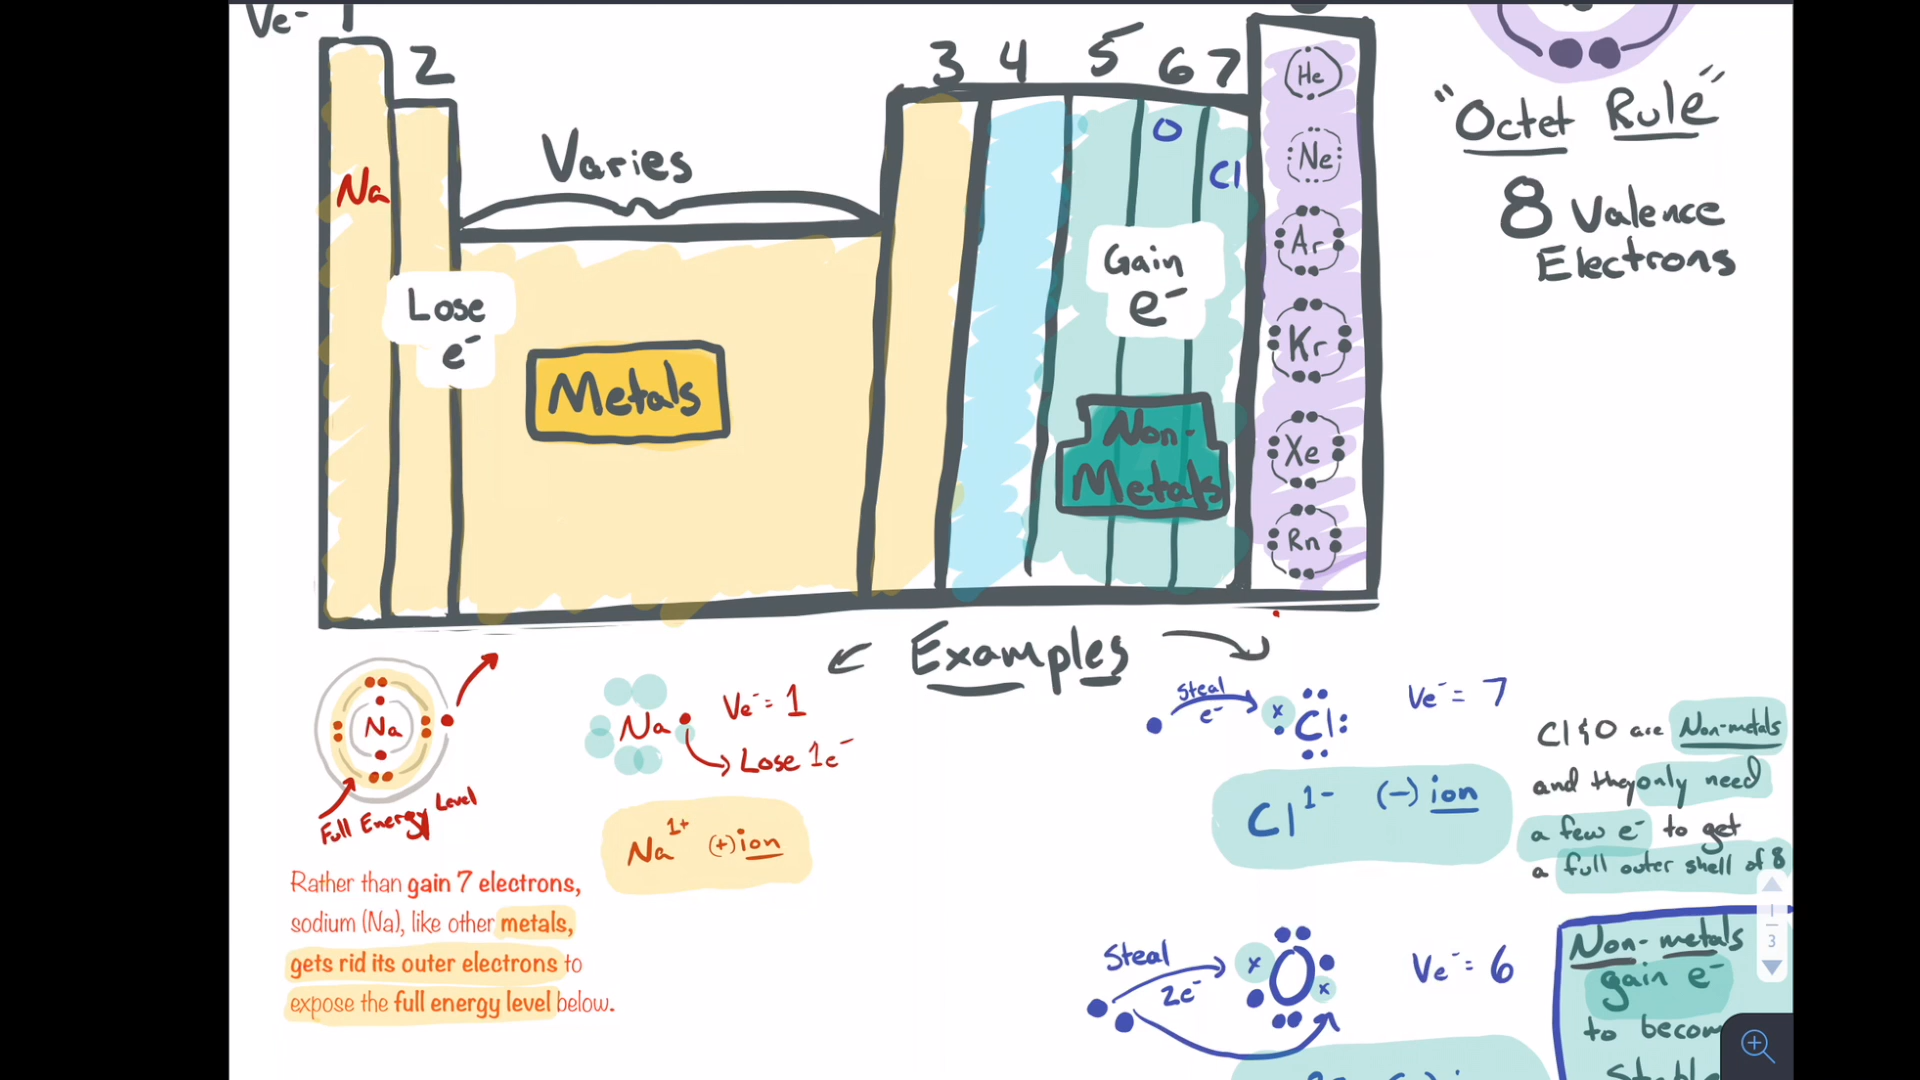 Ve⁻ 1
2
3 4 5 6 7
Varies
Na
O
Cl
Lose
e⁻
Metals
Gain
e⁻
Non-
Metals
He
Ne
Ar
Kr
Xe
Rn
"Octet Rule"
8 Valence
Electrons
Examples
Na
Full Energy Level
Na
Ve⁻ = 1
Lose 1e⁻
Na¹⁺ (+) ion
Rather than gain 7 electrons,
sodium (Na), like other metals,
gets rid its outer electrons to
expose the full energy level below.
Steal
e⁻
x Cl
Ve⁻ = 7
Cl¹⁻ (−) ion
Cl & O are Non-metals
and they only need
a few e⁻ to get
a full outer shell of 8
Steal
2e⁻
x O x
Ve⁻ = 6
Non-metals
gain e⁻
to becom
3